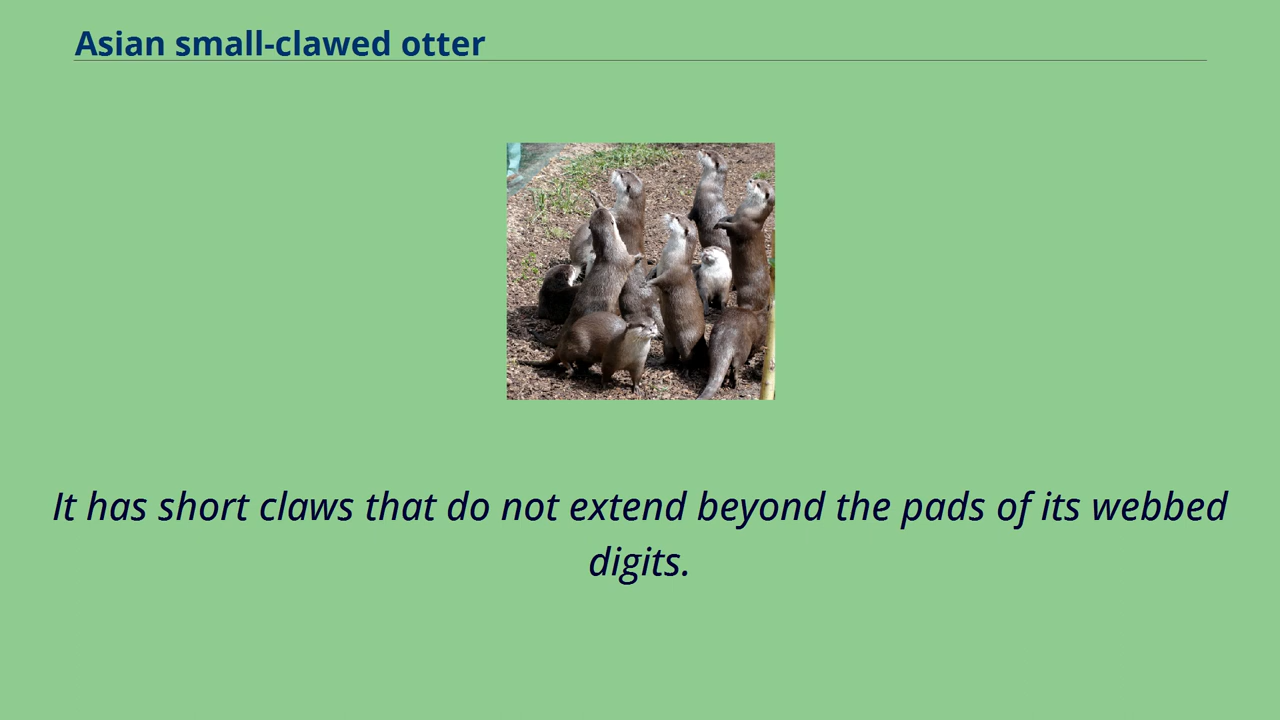 Asian small-clawed otter
It has short claws that do not extend beyond the pads of its webbed
digits.